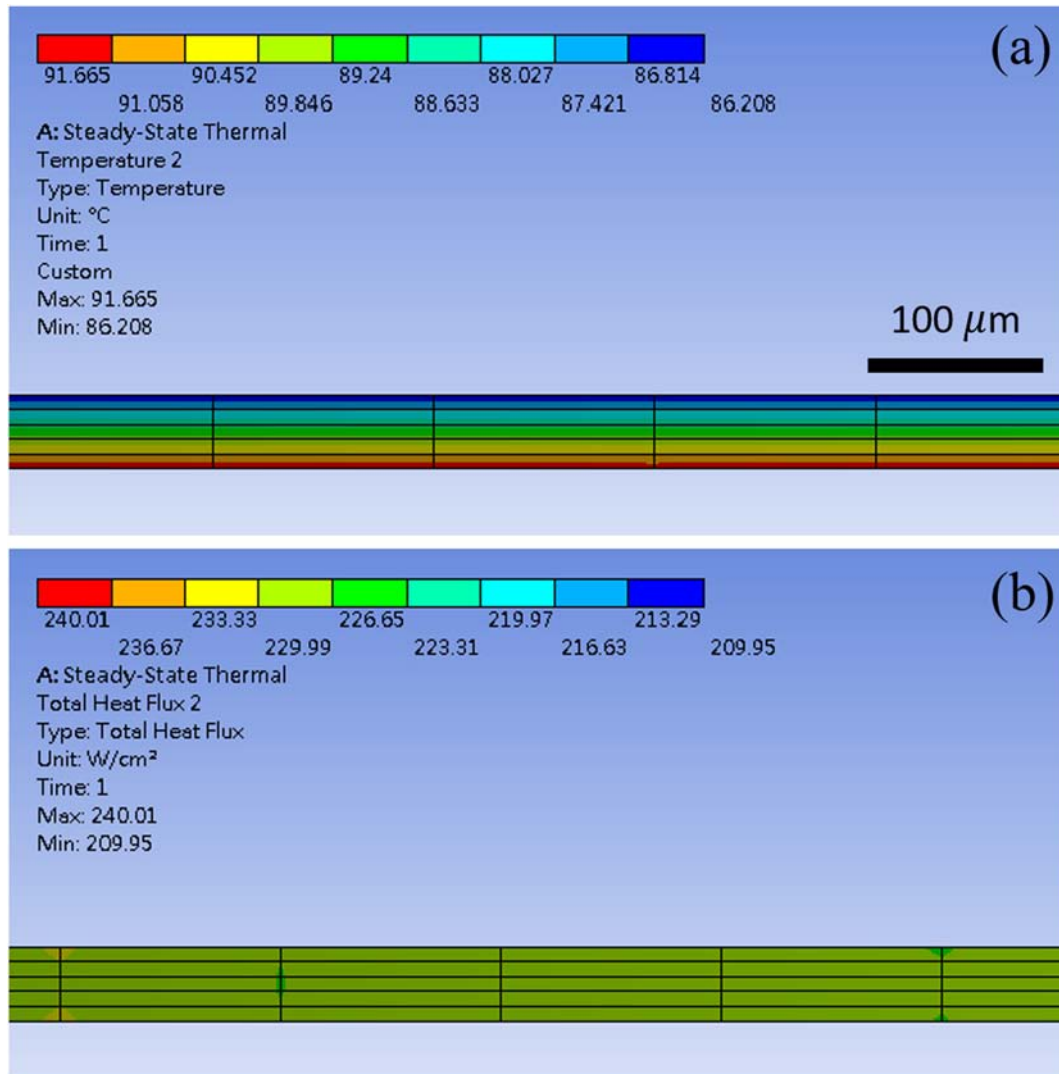 (a)
91.665 90.452 89.24 88.027 86.814
91.058 89.846 88.633 87.421 86.208
A: Steady-State Thermal
Temperature 2
Type: Temperature
Unit: °C
Time: 1
Custom
Max: 91.665
Min: 86.208
100 μm
(b)
240.01 233.33 226.65 219.97 213.29
236.67 229.99 223.31 216.63 209.95
A: Steady-State Thermal
Total Heat Flux 2
Type: Total Heat Flux
Unit: W/cm²
Time: 1
Max: 240.01
Min: 209.95